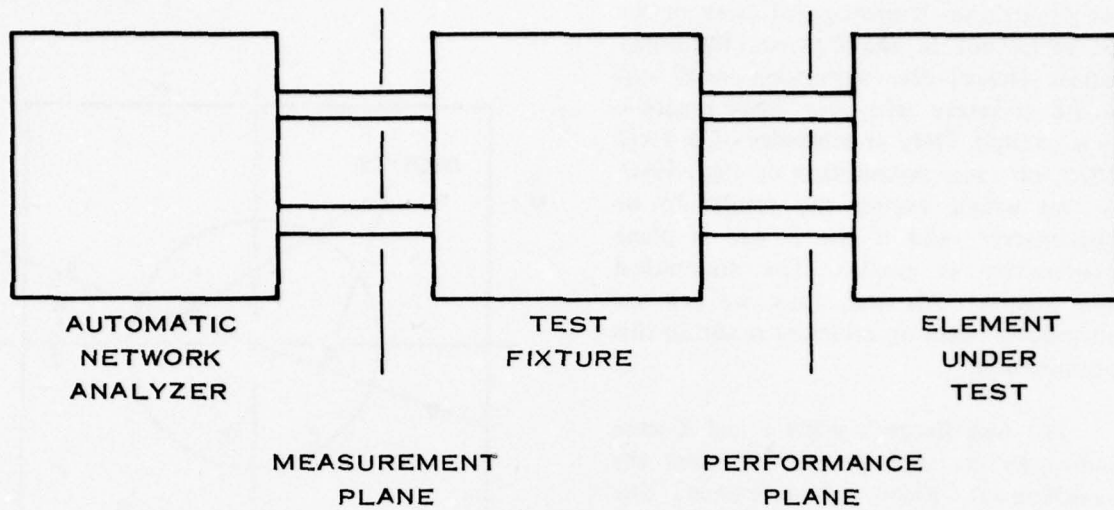 AUTOMATIC
NETWORK
ANALYZER
TEST
FIXTURE
ELEMENT
UNDER
TEST
MEASUREMENT
PLANE
PERFORMANCE
PLANE